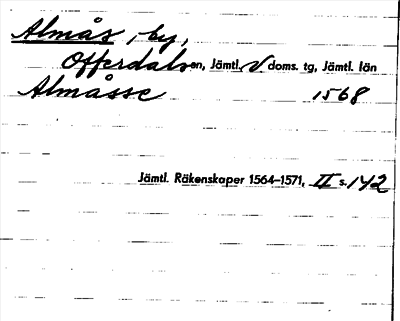 Almås, by,
Offerdals sn, Jämtl. V doms. tg, Jämtl. län
Almåsse 1568
Jämtl. Räkenskaper 1564–1571, II s. 142